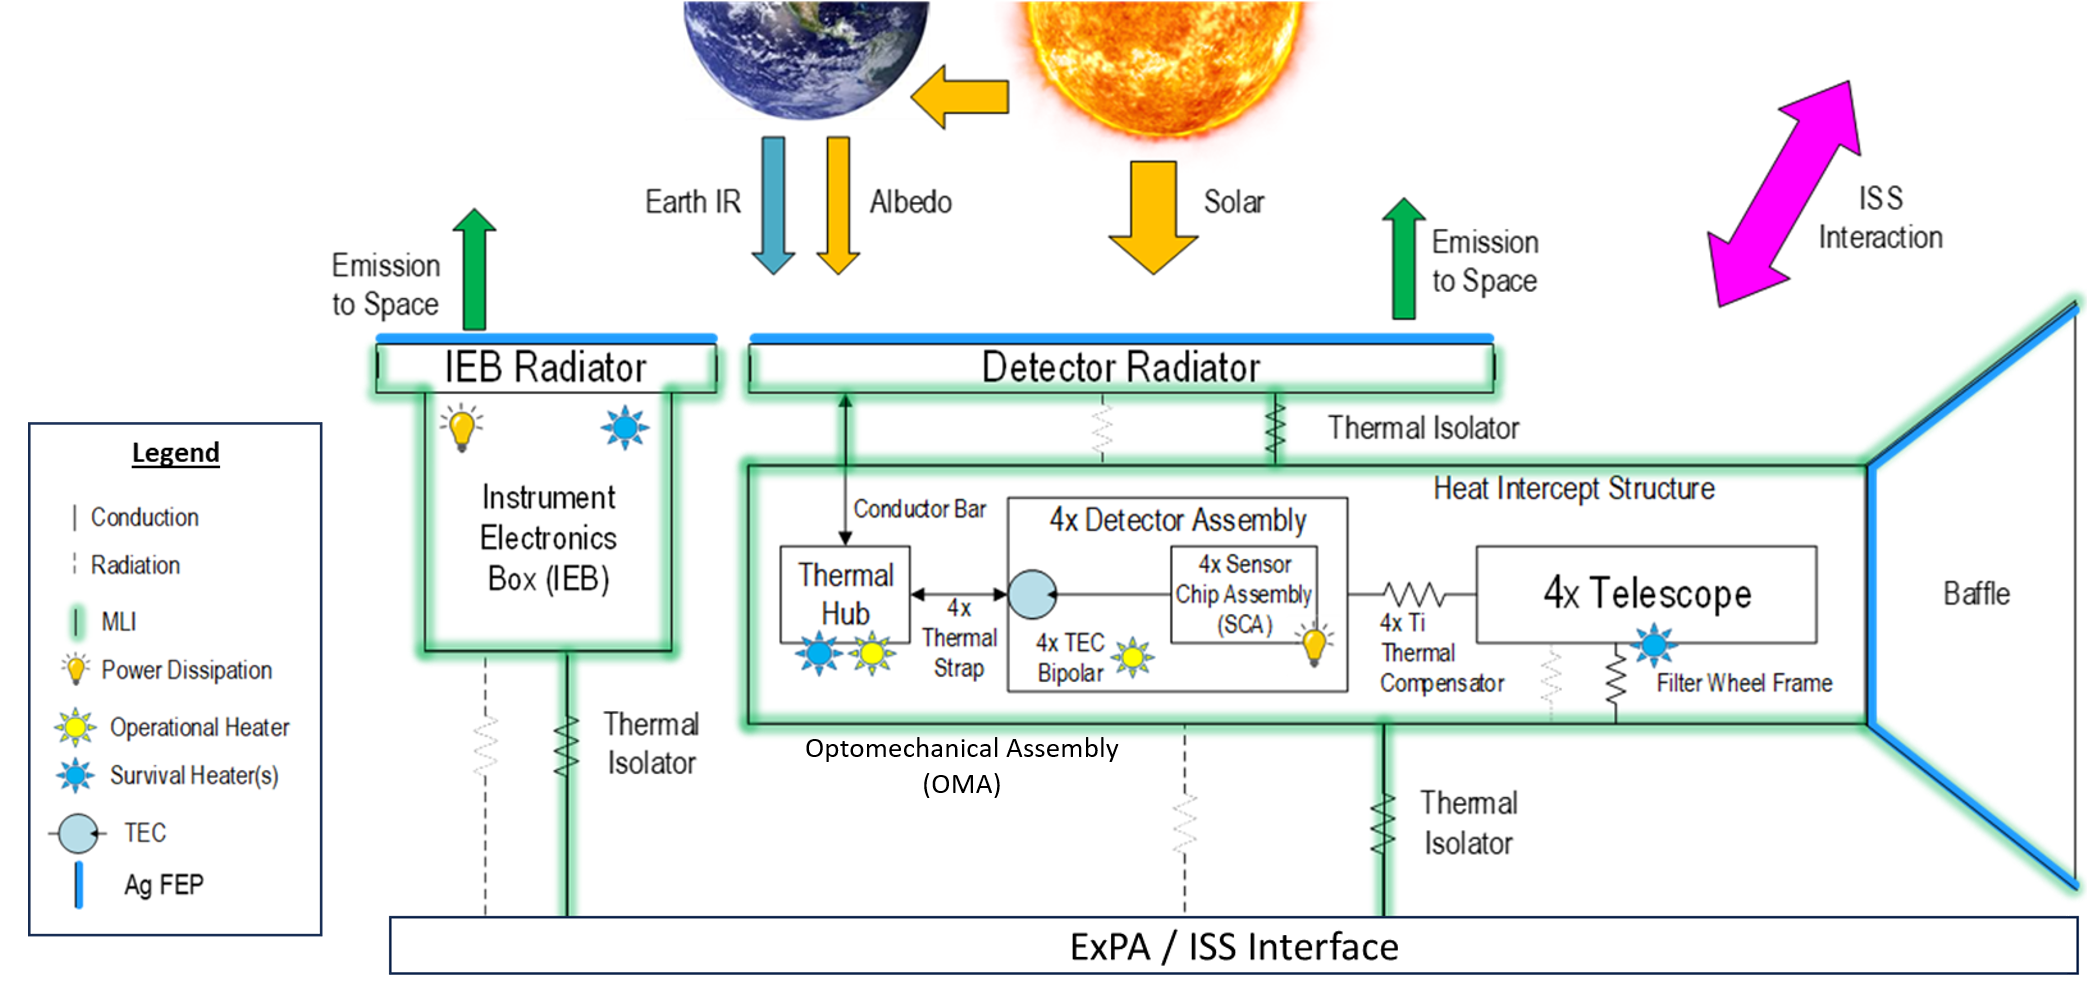 Earth IR
Albedo
Solar
ISS
Interaction
Emission
to Space
Emission
to Space
IEB Radiator
Detector Radiator
Thermal Isolator
Legend
Conduction
Radiation
MLI
Power Dissipation
Operational Heater
Survival Heater(s)
TEC
Ag FEP
Instrument
Electronics
Box (IEB)
Thermal
Isolator
Heat Intercept Structure
Conductor Bar
4x Detector Assembly
Thermal
Hub
4x
Thermal
Strap
4x TEC
Bipolar
4x Sensor
Chip Assembly
(SCA)
4x Ti
Thermal
Compensator
4x Telescope
Filter Wheel Frame
Baffle
Optomechanical Assembly
(OMA)
Thermal
Isolator
ExPA / ISS Interface